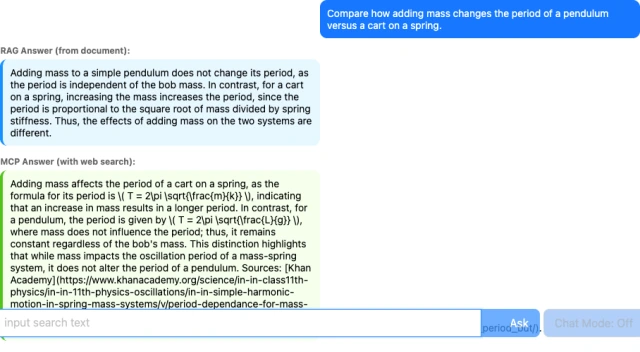 Compare how adding mass changes the period of a pendulum
versus a cart on a spring.
RAG Answer (from document):
Adding mass to a simple pendulum does not change its period, as
the period is independent of the bob mass. In contrast, for a cart
on a spring, increasing the mass increases the period, since the
period is proportional to the square root of mass divided by spring
stiffness. Thus, the effects of adding mass on the two systems are
different.
MCP Answer (with web search):
Adding mass affects the period of a cart on a spring, as the
formula for its period is \( T = 2\pi \sqrt{\frac{m}{k}} \), indicating
that an increase in mass results in a longer period. In contrast, for
a pendulum, the period is given by \( T = 2\pi \sqrt{\frac{L}{g}} \),
where mass does not influence the period; thus, it remains
constant regardless of the bob's mass. This distinction highlights
that while mass impacts the oscillation period of a mass-spring
system, it does not alter the period of a pendulum. Sources: [Khan
Academy](https://www.khanacademy.org/science/in-in-class11th-
physics/in-in-11th-physics-oscillations/in-in-simple-harmonic-
motion-in-spring-mass-systems/v/period-dependance-for-mass-
input search text
Ask
Chat Mode: Off